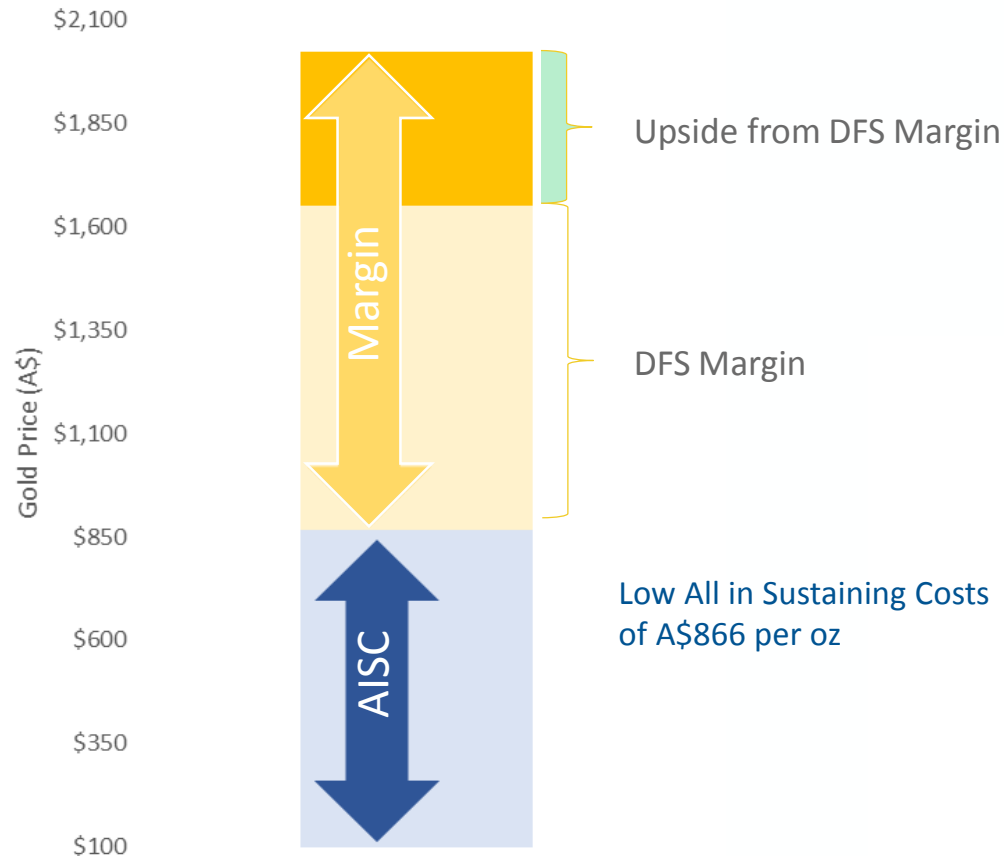 $2,100
$1,850
$1,600
$1,350
$1,100
$850
$600
$350
$100
Gold Price (A$)
Margin
AISC
Upside from DFS Margin
DFS Margin
Low All in Sustaining Costs
of A$866 per oz